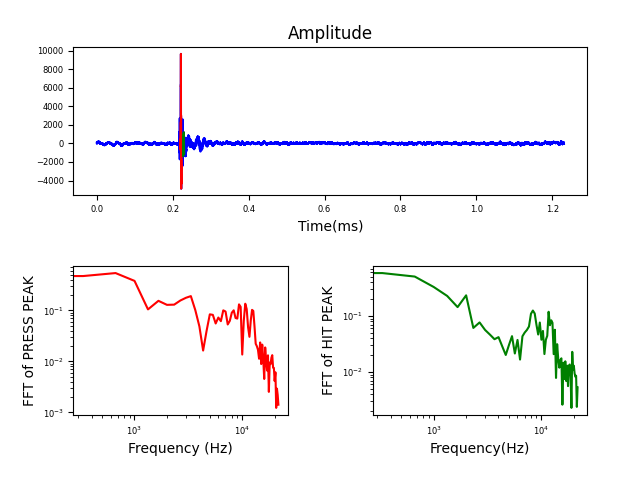 Amplitude
10000
8000
6000
4000
2000
0
−2000
−4000
0.0 0.2 0.4 0.6 0.8 1.0 1.2
Time(ms)
FFT of PRESS PEAK
10⁻¹
10⁻²
10⁻³
10³ 10⁴
Frequency (Hz)
FFT of HIT PEAK
10⁻¹
10⁻²
10³ 10⁴
Frequency(Hz)